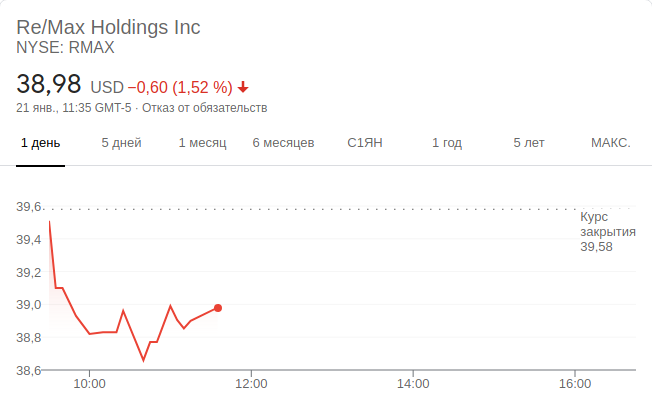 Re/Max Holdings Inc
NYSE: RMAX
38,98 USD −0,60 (1,52 %)
21 янв., 11:35 GMT-5 · Отказ от обязательств
1 день 5 дней 1 месяц 6 месяцев С1ЯН 1 год 5 лет МАКС.
39,6
Курс
закрытия
39,58
39,4
39,2
39,0
38,8
38,6
10:00 12:00 14:00 16:00